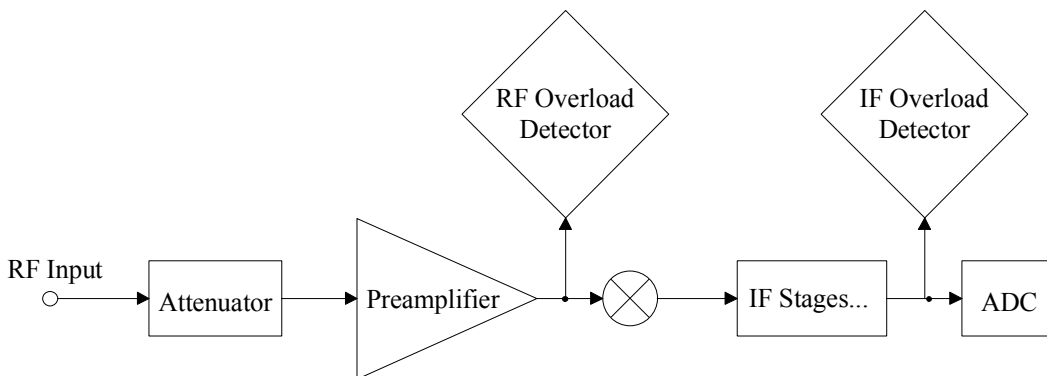 RF Overload
Detector
IF Overload
Detector
RF Input
Attenuator
Preamplifier
IF Stages...
ADC